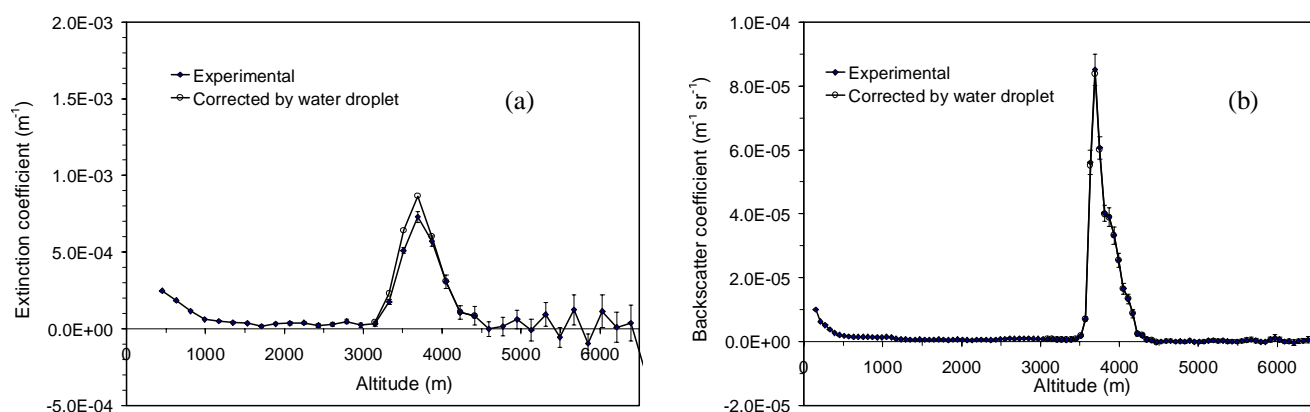 2.0E-03
1.5E-03
1.0E-03
5.0E-04
0.0E+00
-5.0E-04
Extinction coefficient (m-1)
Experimental
Corrected by water droplet
(a)
0 1000 2000 3000 4000 5000 6000
Altitude (m)
1.0E-04
8.0E-05
6.0E-05
4.0E-05
2.0E-05
0.0E+00
-2.0E-05
Backscatter coefficient (m-1 sr-1)
Experimental
Corrected by water droplet
(b)
0 1000 2000 3000 4000 5000 6000
Altitude (m)